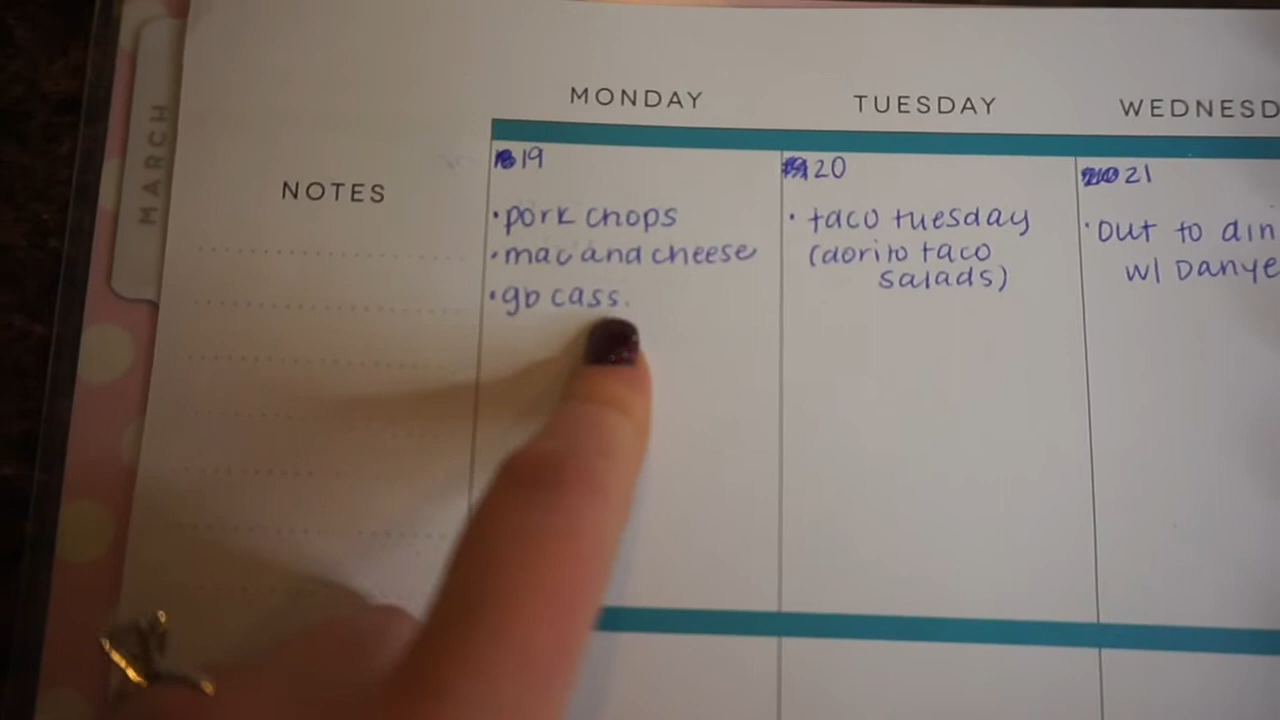 MARCH
MONDAY
TUESDAY
WEDNESD
NOTES
19
20
21
•pork chops
•mac and cheese
•gb cass.
• taco tuesday
(dorito taco
salads)
•out to din
w/ Danye